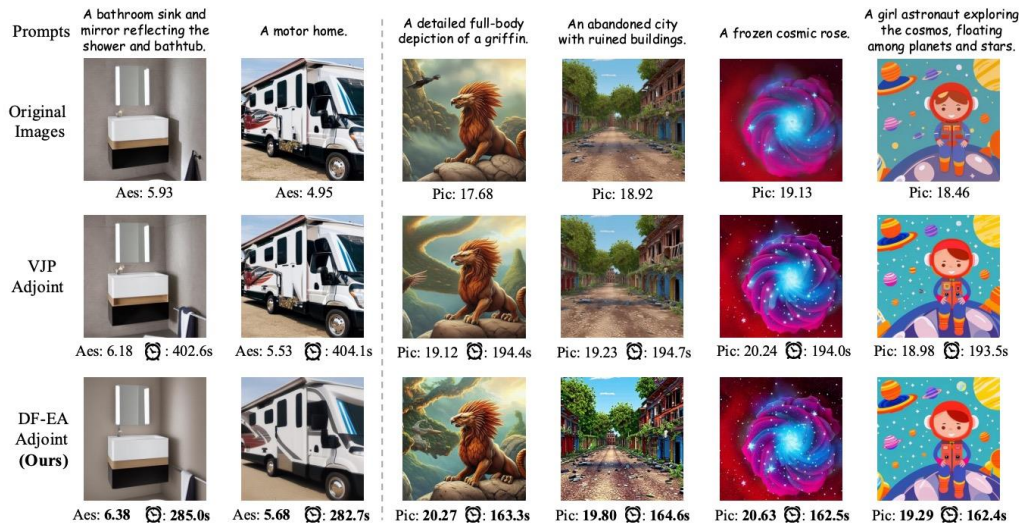 Prompts
A bathroom sink and
mirror reflecting the
shower and bathtub.
A motor home.
A detailed full-body
depiction of a griffin.
An abandoned city
with ruined buildings.
A frozen cosmic rose.
A girl astronaut exploring
the cosmos, floating
among planets and stars.
Original
Images
Aes: 5.93
Aes: 4.95
Pic: 17.68
Pic: 18.92
Pic: 19.13
Pic: 18.46
VJP
Adjoint
Aes: 6.18 : 402.6s
Aes: 5.53 : 404.1s
Pic: 19.12 : 194.4s
Pic: 19.23 : 194.7s
Pic: 20.24 : 194.0s
Pic: 18.98 : 193.5s
DF-EA
Adjoint
(Ours)
Aes: 6.38 : 285.0s
Aes: 5.68 : 282.7s
Pic: 20.27 : 163.3s
Pic: 19.80 : 164.6s
Pic: 20.63 : 162.5s
Pic: 19.29 : 162.4s